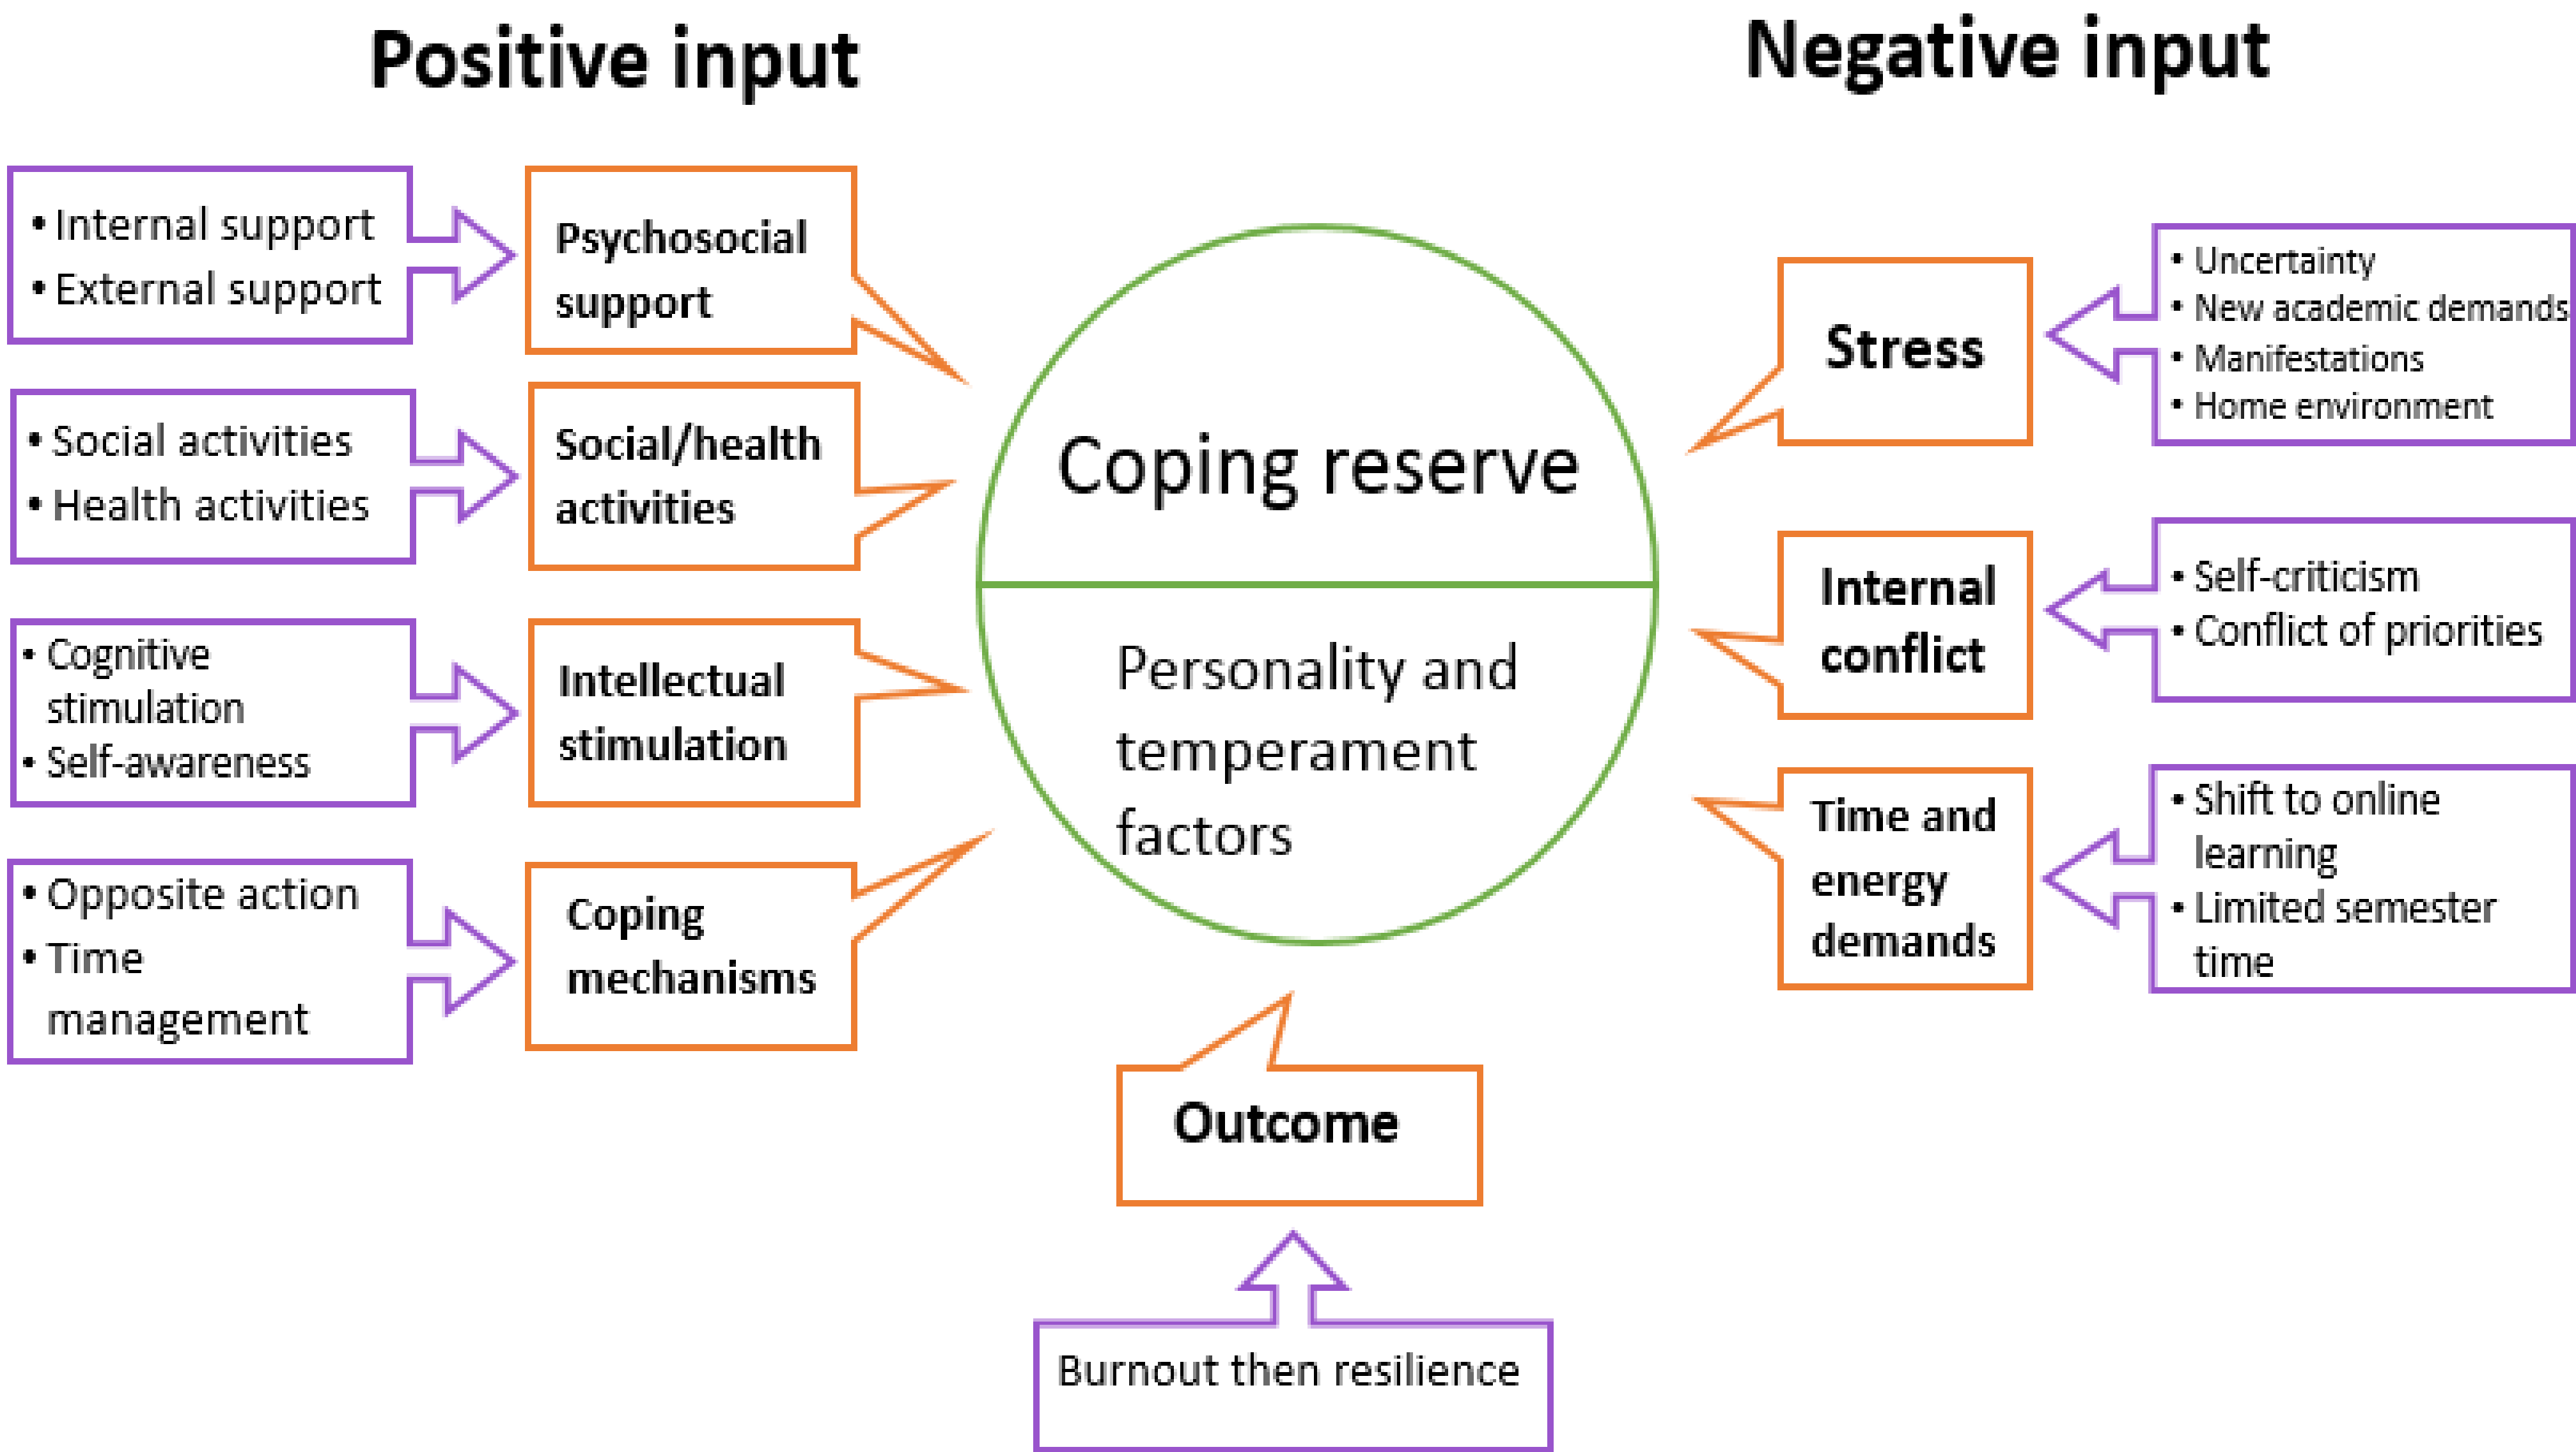 Positive input
Negative input
• Internal support
• External support
Psychosocial
support
• Social activities
• Health activities
Social/health
activities
• Cognitive
stimulation
• Self-awareness
Intellectual
stimulation
• Opposite action
• Time
management
Coping
mechanisms
Coping reserve
Personality and
temperament
factors
Stress
• Uncertainty
• New academic demands
• Manifestations
• Home environment
Internal
conflict
• Self-criticism
• Conflict of priorities
Time and
energy
demands
• Shift to online
learning
• Limited semester
time
Outcome
Burnout then resilience